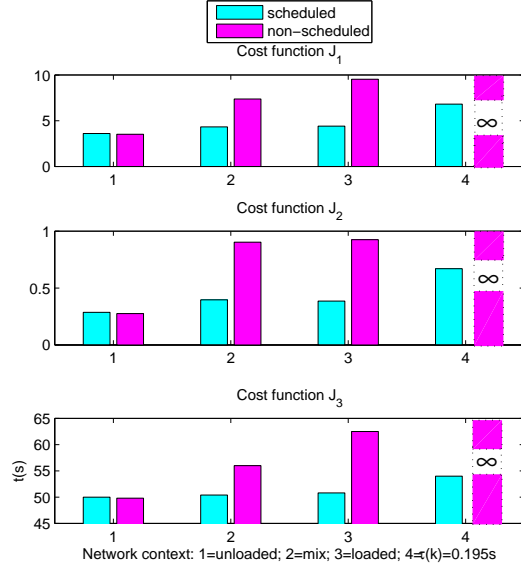 scheduled
non-scheduled
Cost function J1
10
5
0
∞
1 2 3 4
Cost function J2
1
0.5
0
∞
1 2 3 4
Cost function J3
65
60
55
50
45
t(s)
∞
1 2 3 4
Network context: 1=unloaded; 2=mix; 3=loaded; 4=τ(k)=0.195s